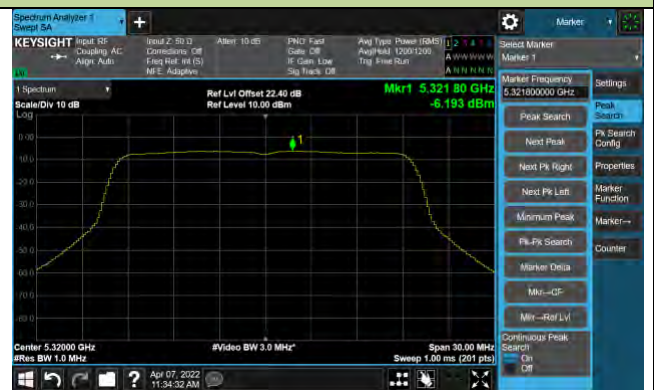 Spectrum Analyzer 1
Swept SA
+
Marker
KEYSIGHT
Input: RF
Coupling: AC
Align: Auto
Input Z: 50 Ω
Corrections: Off
Freq Ref: Int (S)
NFE: Adaptive
Atten: 10 dB
PNO: Fast
Gate: Off
IF Gain: Low
Sig Track: Off
Avg Type: Power (RMS)
Avg|Hold: 1200/1200
Trig: Free Run
A W W W W W
A N N N N N
Select Marker
Marker 1
1 Spectrum
Scale/Div 10 dB
Log
Ref Lvl Offset 22.40 dB
Ref Level 10.00 dBm
Mkr1 5.321 80 GHz
-6.193 dBm
Marker Frequency
5.321800000 GHz
Peak Search
Next Peak
Next Pk Right
Next Pk Left
Minimum Peak
Pk-Pk Search
Marker Delta
Mkr→CF
Mkr→Ref Lvl
Continuous Peak
Search
On
Off
Settings
Peak
Search
Pk Search
Config
Properties
Marker
Function
Marker→
Counter
1
0.00
-10.0
-20.0
-30.0
-40.0
-50.0
-60.0
-70.0
-80.0
Center 5.32000 GHz
#Res BW 1.0 MHz
#Video BW 3.0 MHz*
Span 30.00 MHz
Sweep 1.00 ms (201 pts)
?
Apr 07, 2022
11:34:32 AM